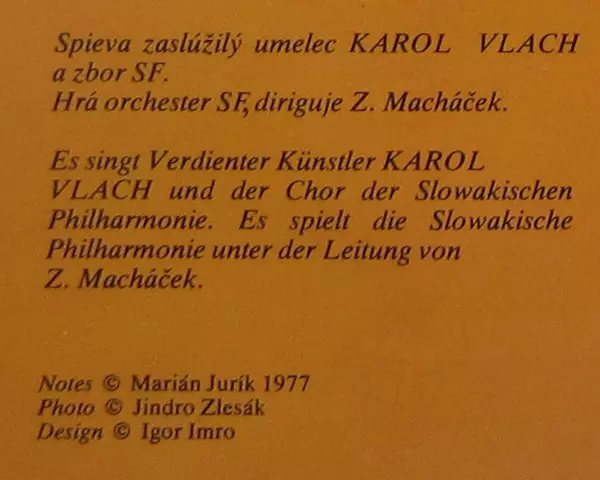 Spieva zaslúžilý umelec KAROL VLACH
a zbor SF.
Hrá orchester SF, diriguje Z. Macháček.
Es singt Verdienter Künstler KAROL
VLACH und der Chor der Slowakischen
Philharmonie. Es spielt die Slowakische
Philharmonie unter der Leitung von
Z. Macháček.
Notes © Marián Jurík 1977
Photo © Jindro Zlesák
Design © Igor Imro